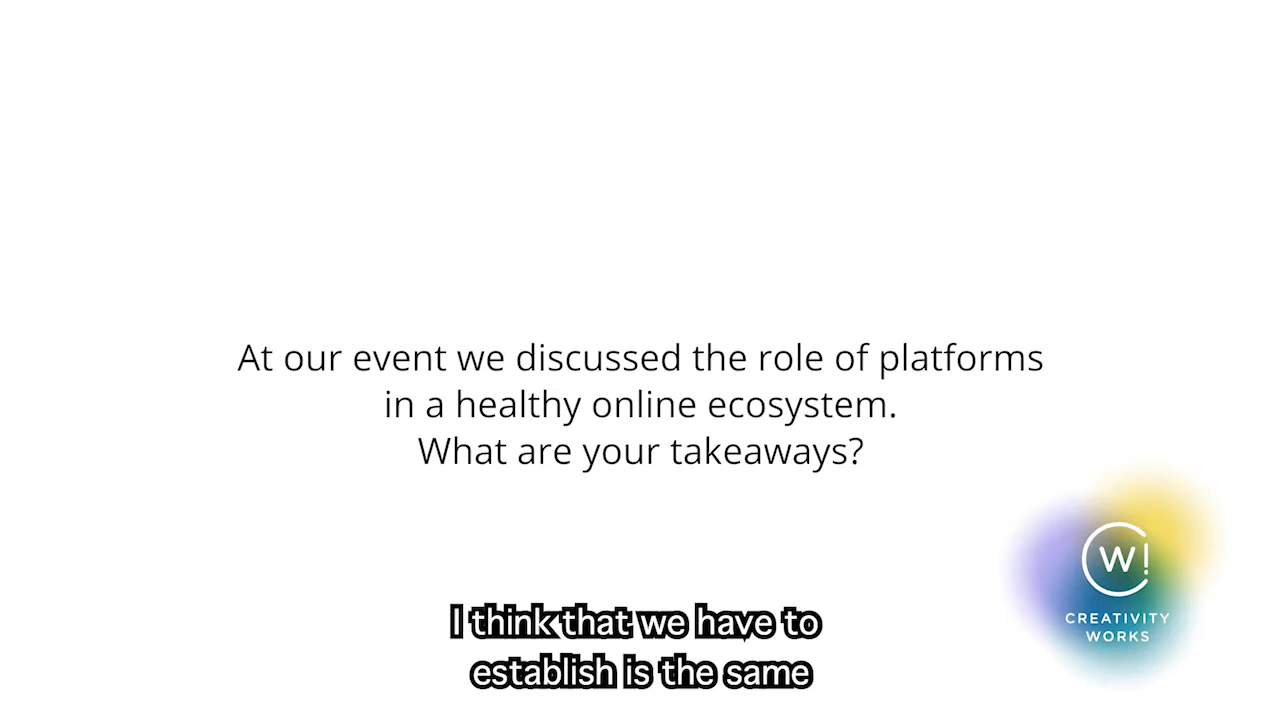 At our event we discussed the role of platforms
in a healthy online ecosystem.
What are your takeaways?
W!
CREATIVITY
WORKS
I think that we have to
establish is the same